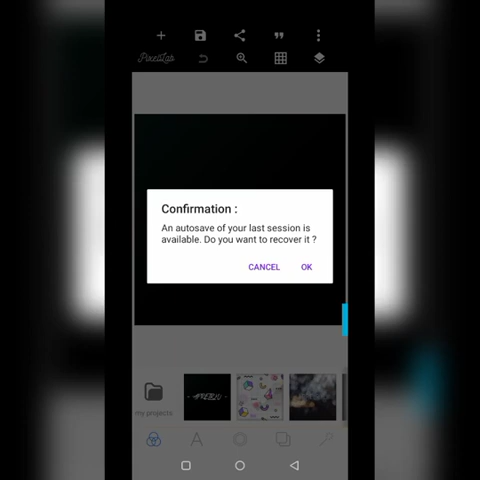 PixelLab
Confirmation :
An autosave of your last session is
available. Do you want to recover it ?
CANCEL
OK
my projects